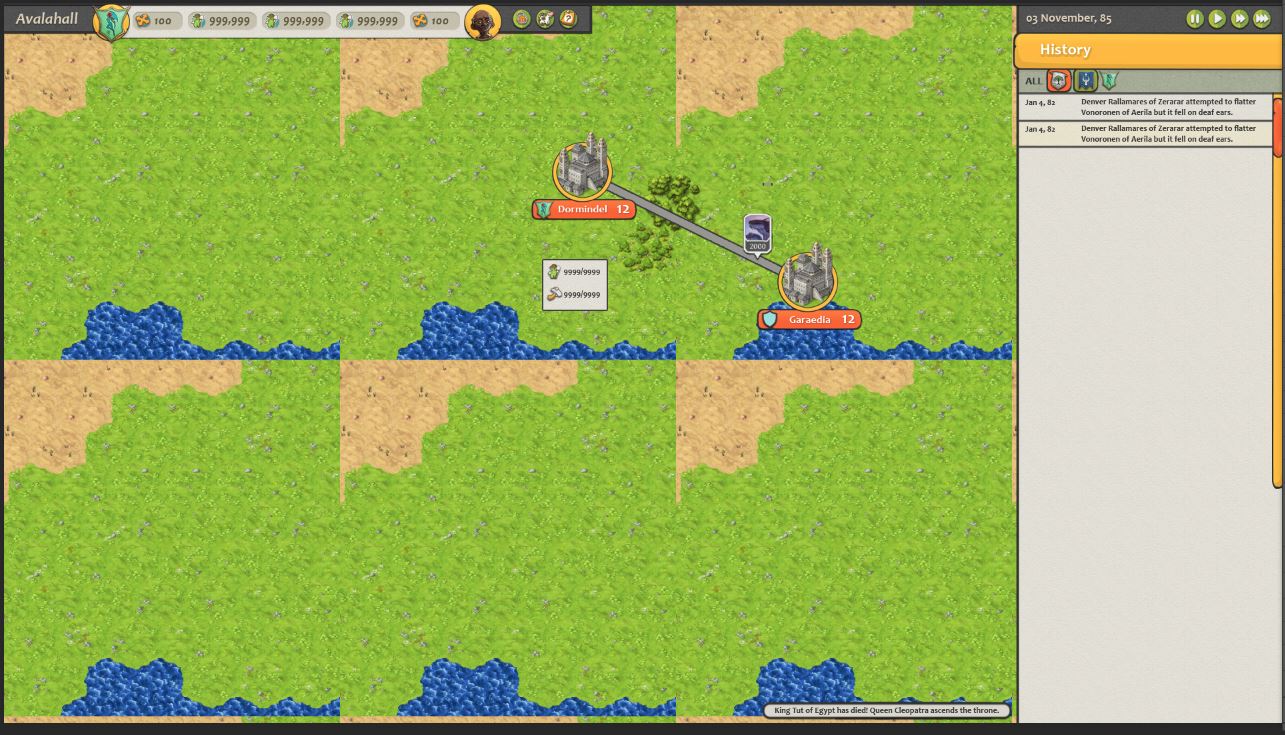 Avalahall
100
999,999
999,999
999,999
100
03 November, 85
History
ALL
Jan 4, 82
Denver Rallamares of Zerarar attempted to flatter
Vonoronen of Aerila but it fell on deaf ears.
Jan 4, 82
Denver Rallamares of Zerarar attempted to flatter
Vonoronen of Aerila but it fell on deaf ears.
Dormindel 12
2000
9999/9999
9999/9999
Garaedia 12
King Tut of Egypt has died! Queen Cleopatra ascends the throne.